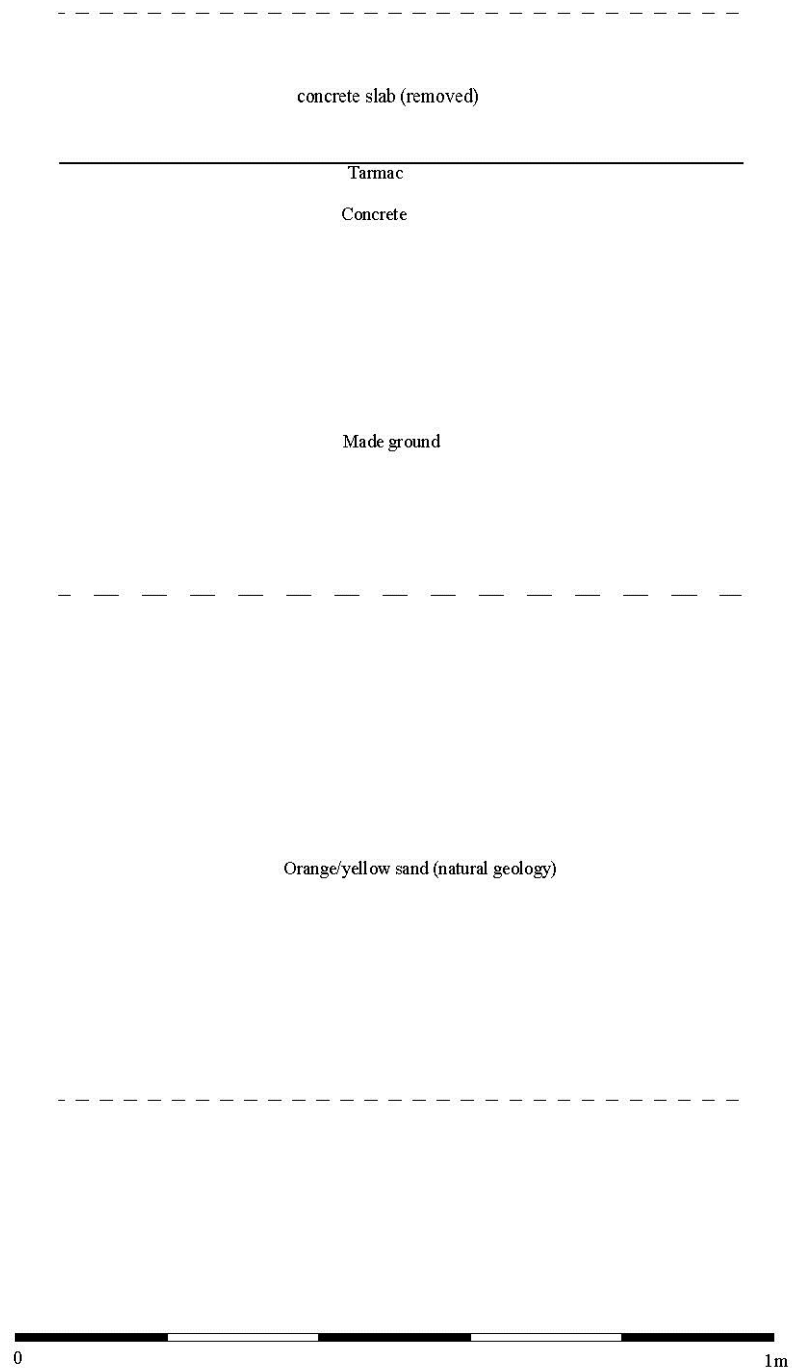 concrete slab (removed)
Tarmac
Concrete
Made ground
Orange/yellow sand (natural geology)
0 1m